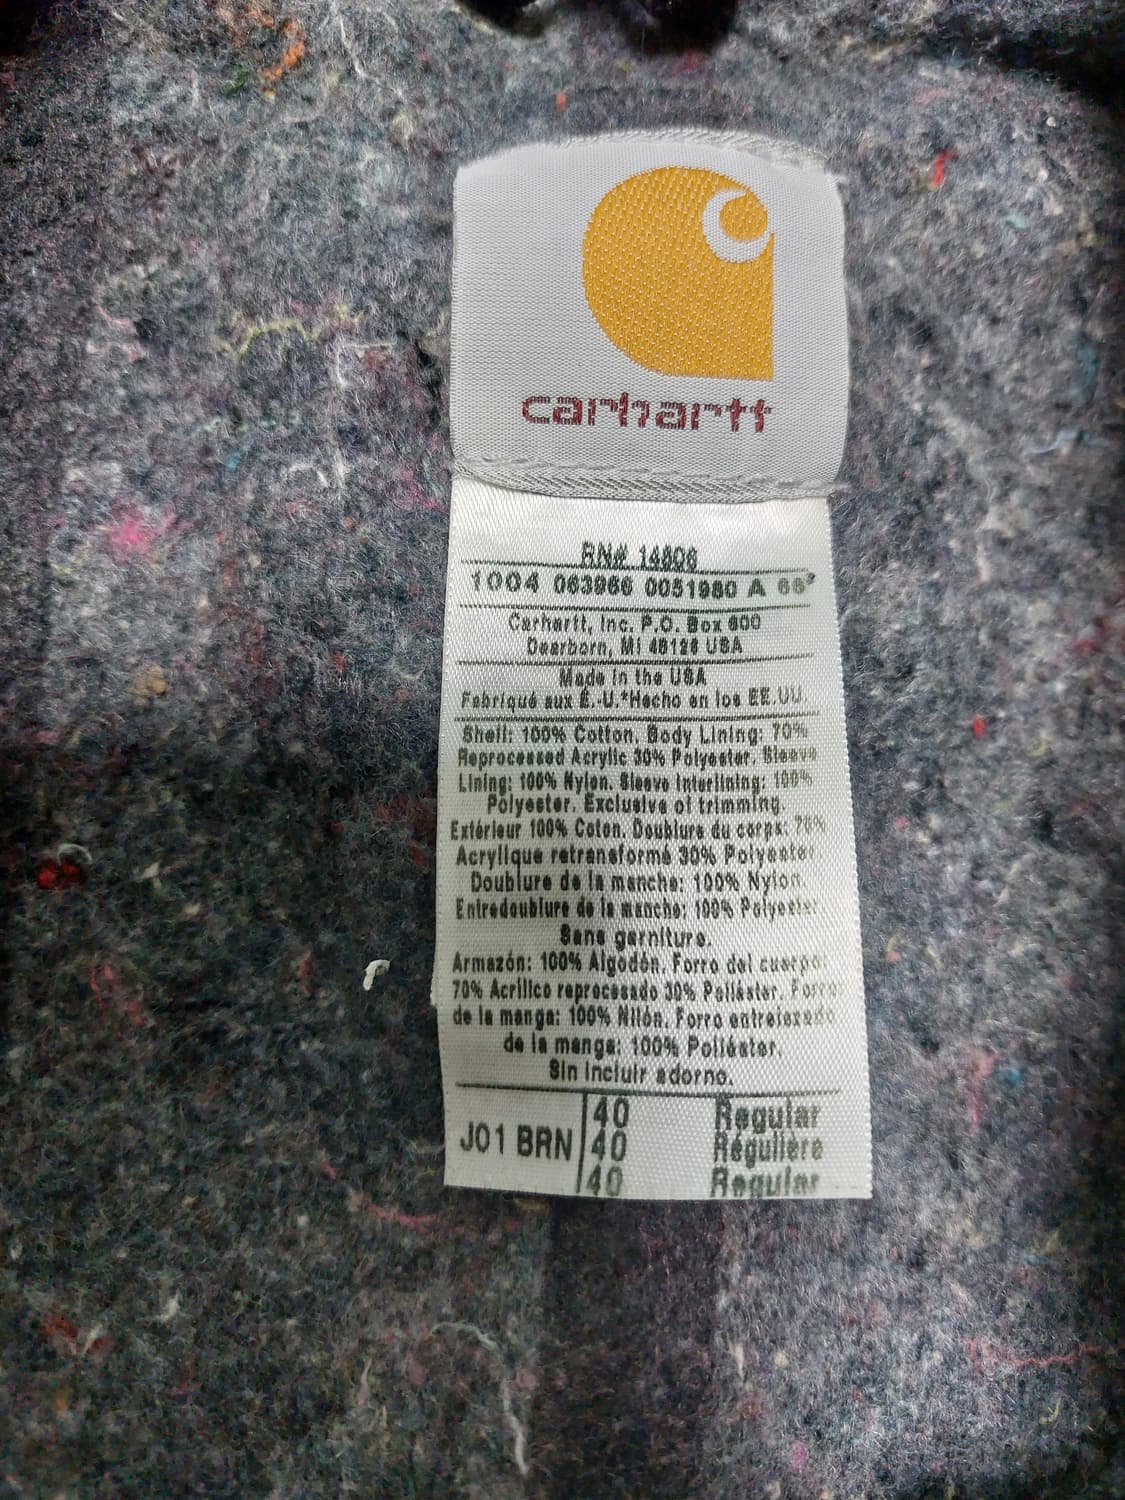 carhartt
RN# 14806
1004 063966 0051980 A 66
Carhartt, Inc. P.O. Box 600
Dearborn, MI 48126 USA
Made in the USA
Fabriqué aux É.-U.*Hecho en los EE.UU.
Shell: 100% Cotton. Body Lining: 70%
Reprocessed Acrylic 30% Polyester. Sleeve
Lining: 100% Nylon. Sleeve Interlining: 100%
Polyester. Exclusive of trimming.
Extérieur 100% Coton. Doublure du corps: 70%
Acrylique retransformé 30% Polyester
Doublure de la manche: 100% Nylon.
Entredoublure de la manche: 100% Polyester
Sans garniture.
Armazón: 100% Algodón. Forro del cuerpo:
70% Acrílico reprocesado 30% Poliéster. Forro
de la manga: 100% Nilón. Forro entrelazado
de la manga: 100% Poliéster.
Sin incluir adorno.
J01 BRN
40 Regular
40 Régulière
40 Regular